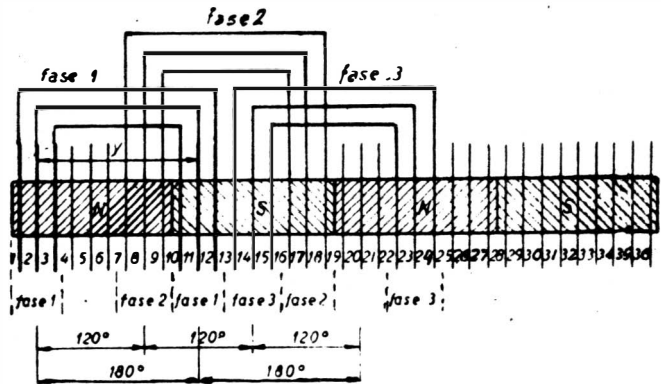 fase 2
fase 1
fase .3
y
N S N S
1 2 3 4 5 6 7 8 9 10 11 12 13 14 15 16 17 18 19 20 21 22 23 24 25 26 27 28 29 30 31 32 33 34 35 36
fase 1 fase 2 fase 1 fase 3 fase 2 fase 3
120° 120° 120°
180° 180°